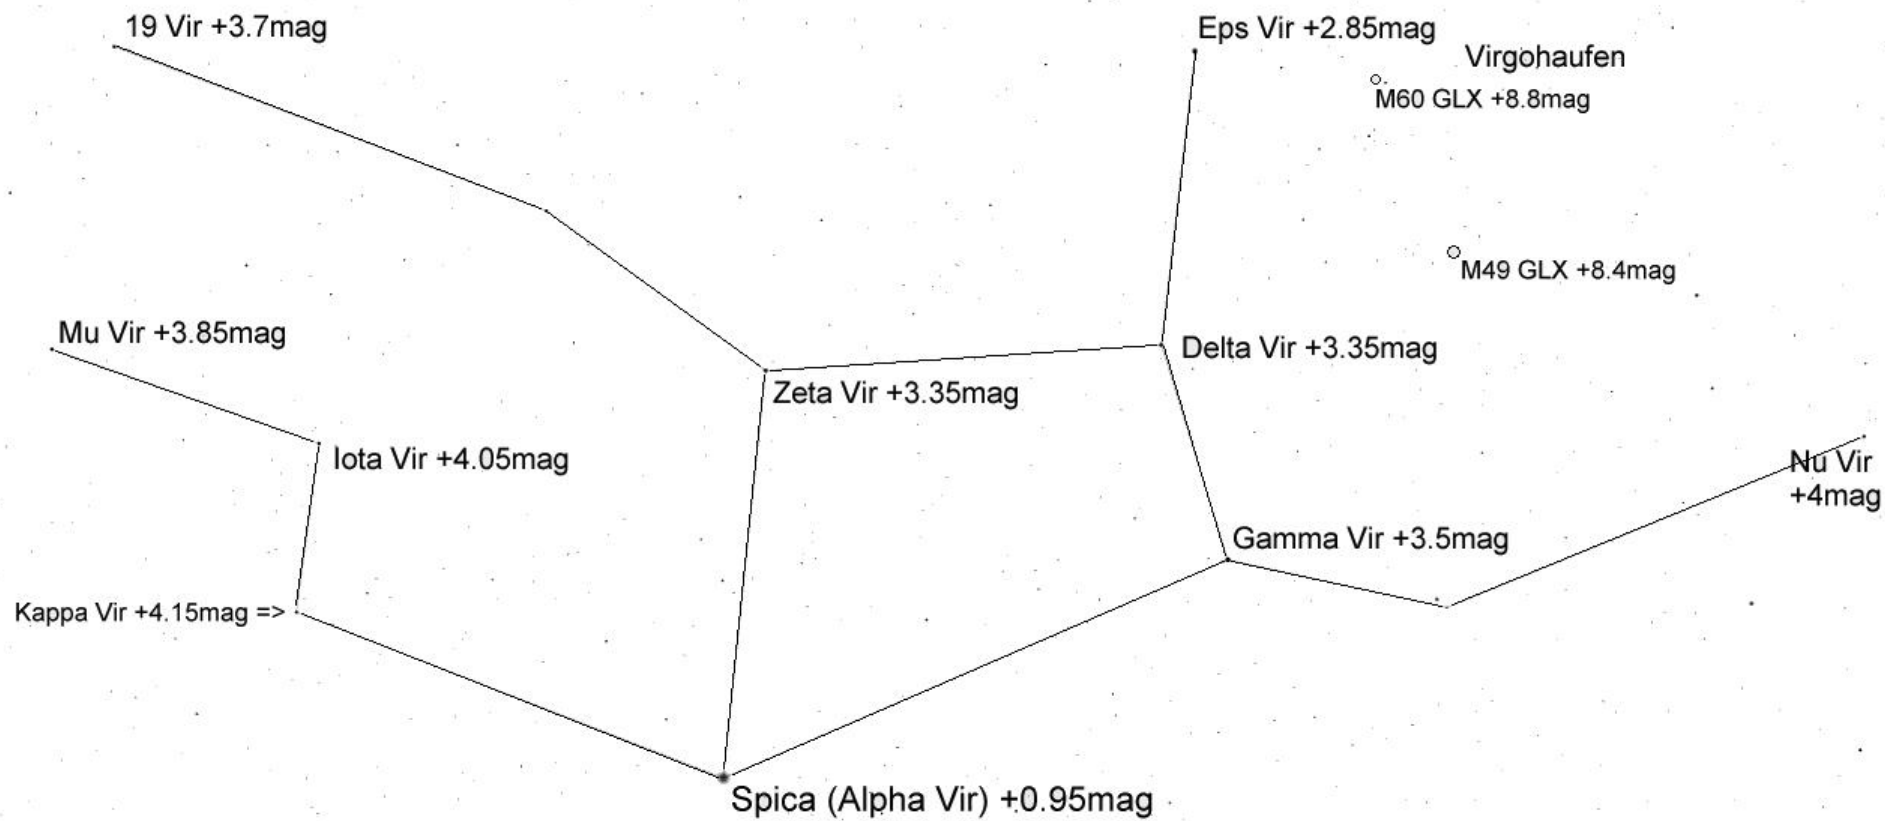 19 Vir +3.7mag
Eps Vir +2.85mag
Virgohaufen
M60 GLX +8.8mag
M49 GLX +8.4mag
Mu Vir +3.85mag
Delta Vir +3.35mag
Zeta Vir +3.35mag
Iota Vir +4.05mag
Nu Vir
+4mag
Gamma Vir +3.5mag
Kappa Vir +4.15mag =>
Spica (Alpha Vir) +0.95mag